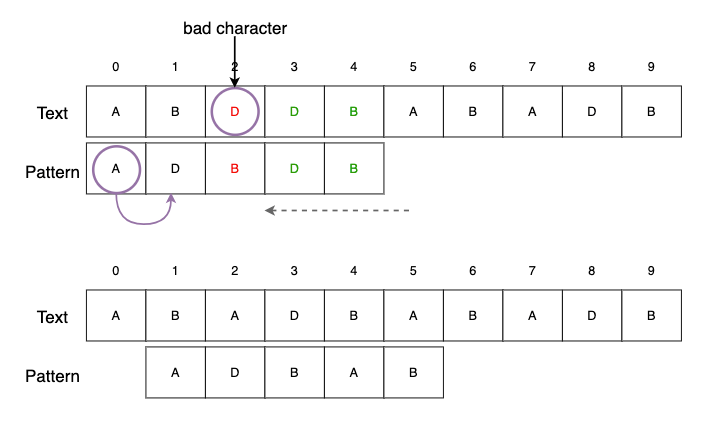 bad character
0 1 2 3 4 5 6 7 8 9
Text A B D D B A B A D B
Pattern A D B D B
0 1 2 3 4 5 6 7 8 9
Text A B A D B A B A D B
Pattern A D B A B